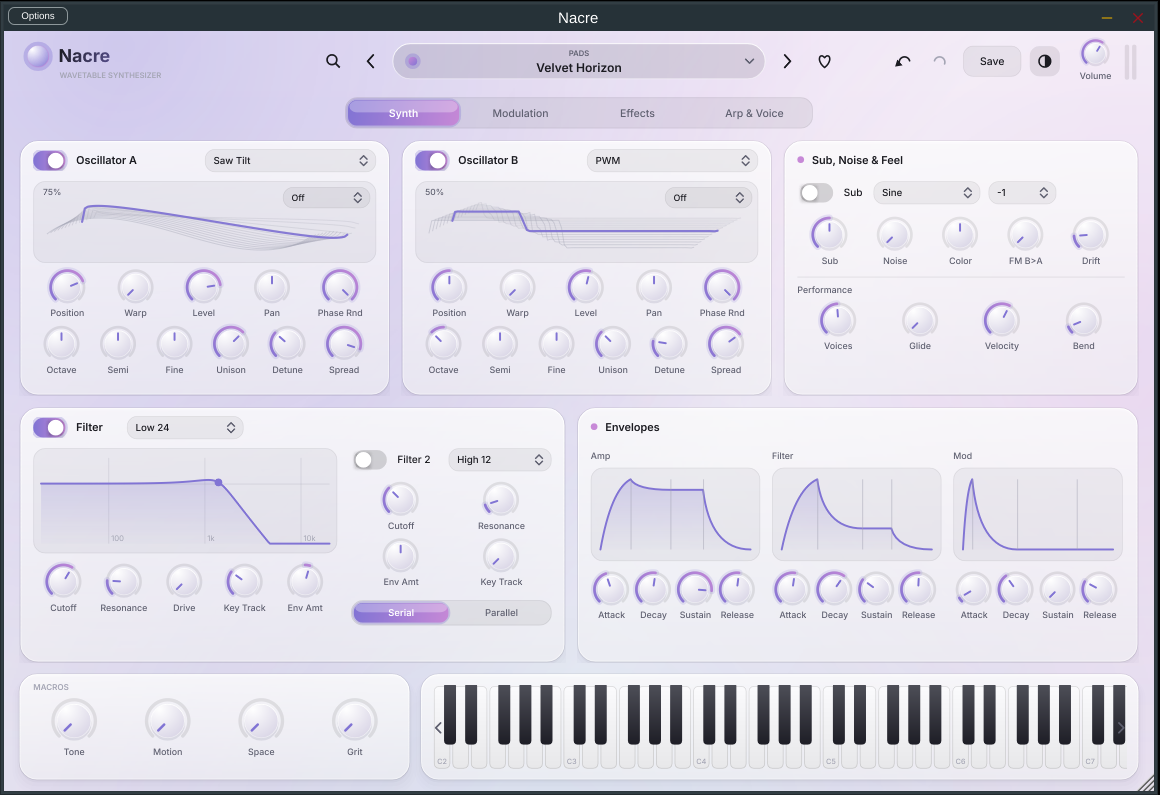 Options
Nacre
Nacre
WAVETABLE SYNTHESIZER
PADS
Velvet Horizon
Save
Volume
Synth
Modulation
Effects
Arp & Voice
Oscillator A
Saw Tilt
75%
Off
Position
Warp
Level
Pan
Phase Rnd
Octave
Semi
Fine
Unison
Detune
Spread
Oscillator B
PWM
50%
Off
Position
Warp
Level
Pan
Phase Rnd
Octave
Semi
Fine
Unison
Detune
Spread
Sub, Noise & Feel
Sub
Sine
-1
Sub
Noise
Color
FM B>A
Drift
Performance
Voices
Glide
Velocity
Bend
Filter
Low 24
100
1k
10k
Cutoff
Resonance
Drive
Key Track
Env Amt
Filter 2
High 12
Cutoff
Resonance
Env Amt
Key Track
Serial
Parallel
Envelopes
Amp
Filter
Mod
Attack
Decay
Sustain
Release
Attack
Decay
Sustain
Release
Attack
Decay
Sustain
Release
MACROS
Tone
Motion
Space
Grit
C2
C3
C4
C5
C6
C7